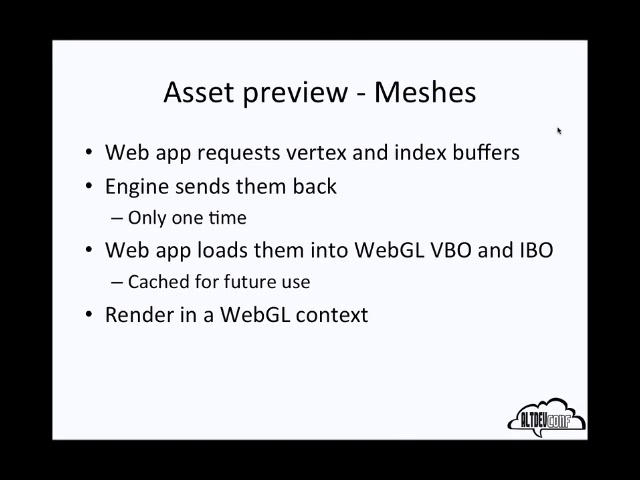 Asset preview - Meshes
• Web app requests vertex and index buffers
• Engine sends them back
– Only one time
• Web app loads them into WebGL VBO and IBO
– Cached for future use
• Render in a WebGL context
ALTDEVCONF